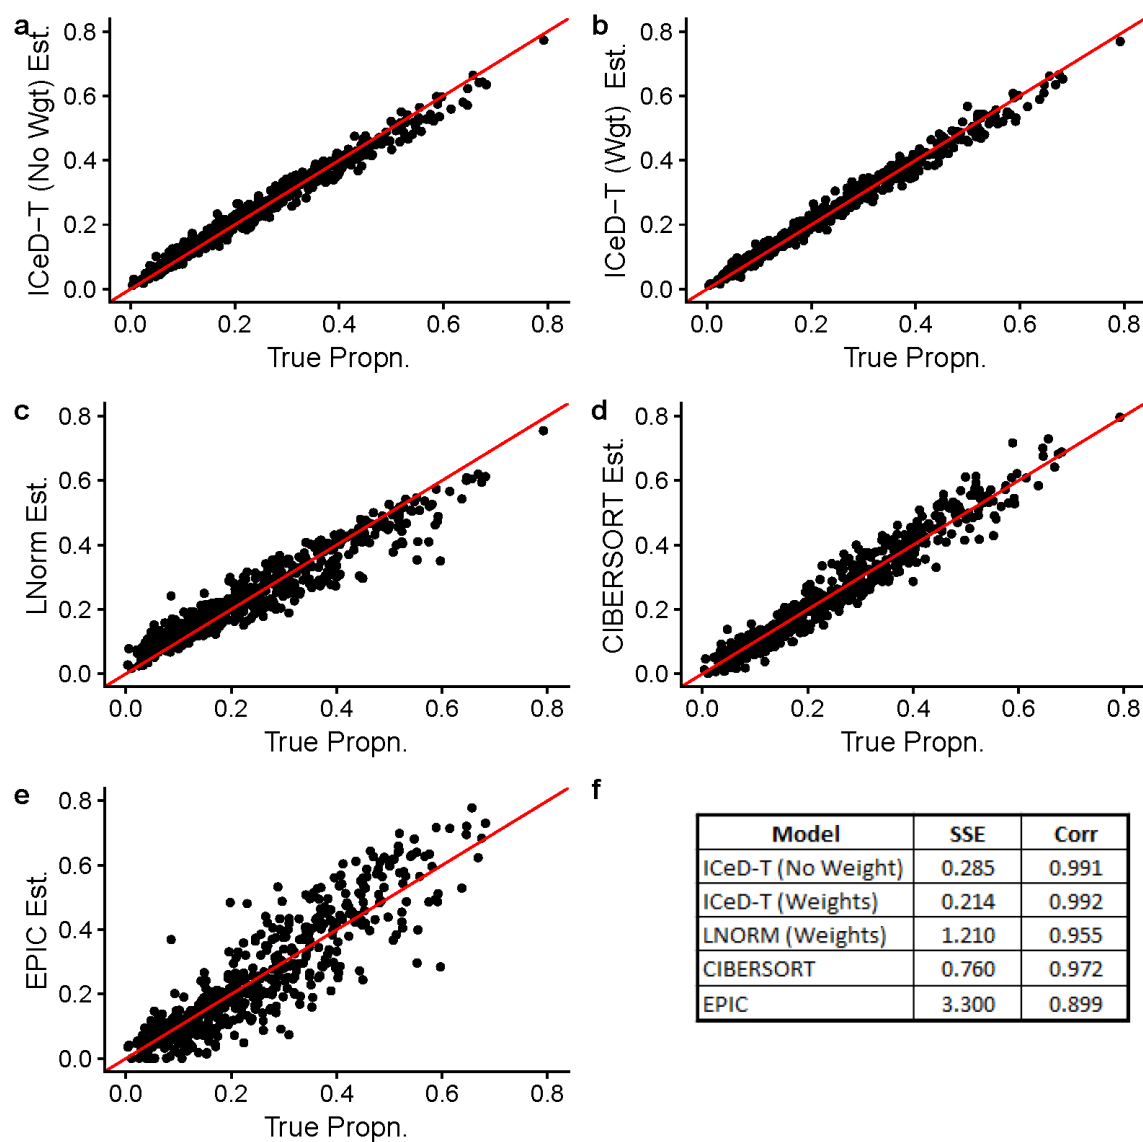 a
ICeD−T (No Wgt) Est.
0.8
0.6
0.4
0.2
0.0
0.0 0.2 0.4 0.6 0.8
True Propn.
b
ICeD−T (Wgt) Est.
0.8
0.6
0.4
0.2
0.0
0.0 0.2 0.4 0.6 0.8
True Propn.
c
LNorm Est.
0.8
0.6
0.4
0.2
0.0
0.0 0.2 0.4 0.6 0.8
True Propn.
d
CIBERSORT Est.
0.8
0.6
0.4
0.2
0.0
0.0 0.2 0.4 0.6 0.8
True Propn.
e
EPIC Est.
0.8
0.6
0.4
0.2
0.0
0.0 0.2 0.4 0.6 0.8
True Propn.
f
Model SSE Corr
ICeD-T (No Weight) 0.285 0.991
ICeD-T (Weights) 0.214 0.992
LNORM (Weights) 1.210 0.955
CIBERSORT 0.760 0.972
EPIC 3.300 0.899